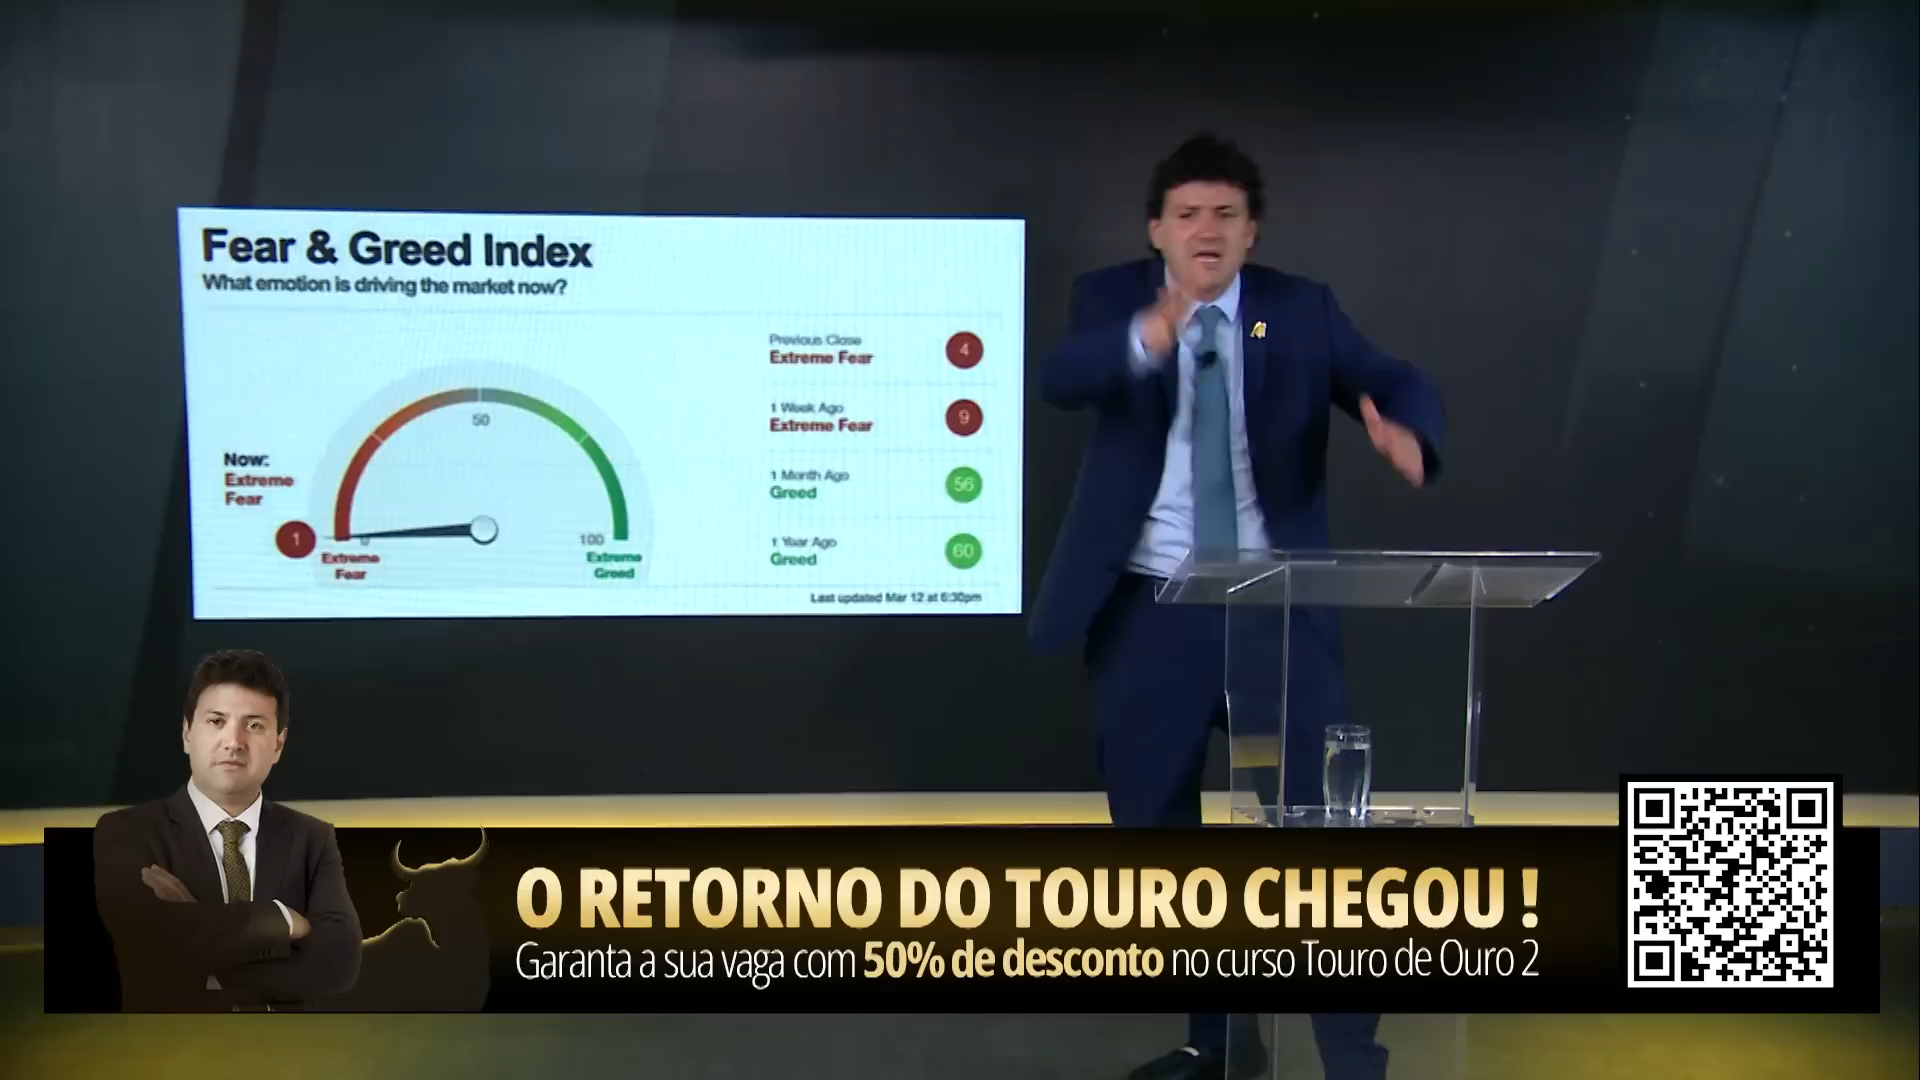 Fear & Greed Index
What emotion is driving the market now?
Previous Close
Extreme Fear
4
1 Week Ago
Extreme Fear
9
1 Month Ago
Greed
56
1 Year Ago
Greed
60
Now:
Extreme
Fear
1
0
50
100
Extreme
Fear
Extreme
Greed
Last updated Mar 12 at 6:30pm
O RETORNO DO TOURO CHEGOU !
Garanta a sua vaga com 50% de desconto no curso Touro de Ouro 2